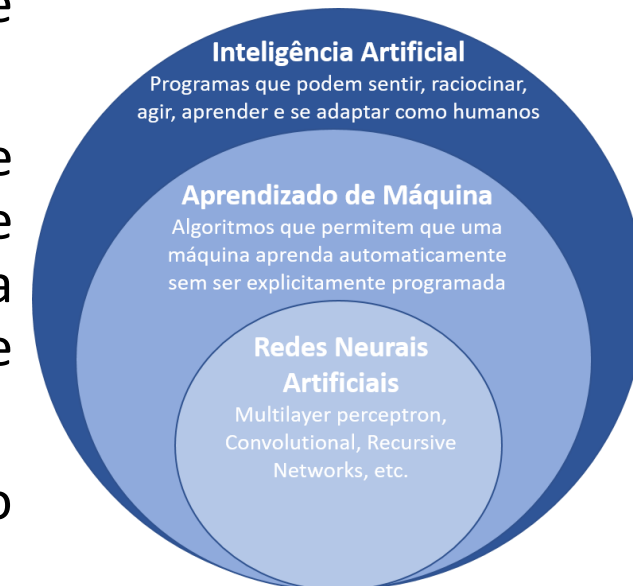 e
e
e
a
e
o
Inteligência Artificial
Programas que podem sentir, raciocinar,
agir, aprender e se adaptar como humanos
Aprendizado de Máquina
Algoritmos que permitem que uma
máquina aprenda automaticamente
sem ser explicitamente programada
Redes Neurais
Artificiais
Multilayer perceptron,
Convolutional, Recursive
Networks, etc.